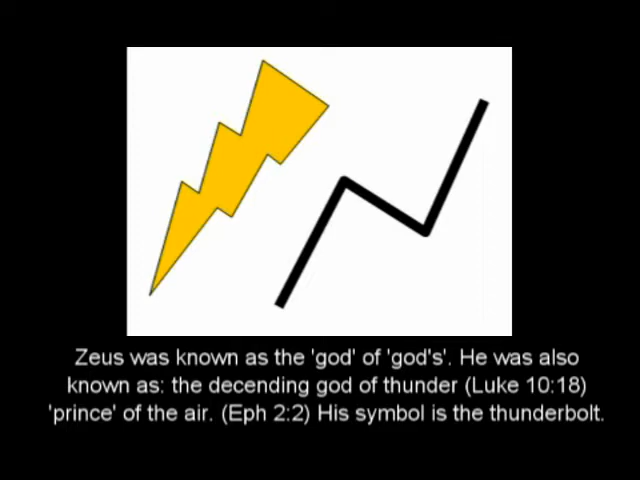 Zeus was known as the 'god' of 'god's'. He was also
known as: the decending god of thunder (Luke 10:18)
'prince' of the air. (Eph 2:2) His symbol is the thunderbolt.